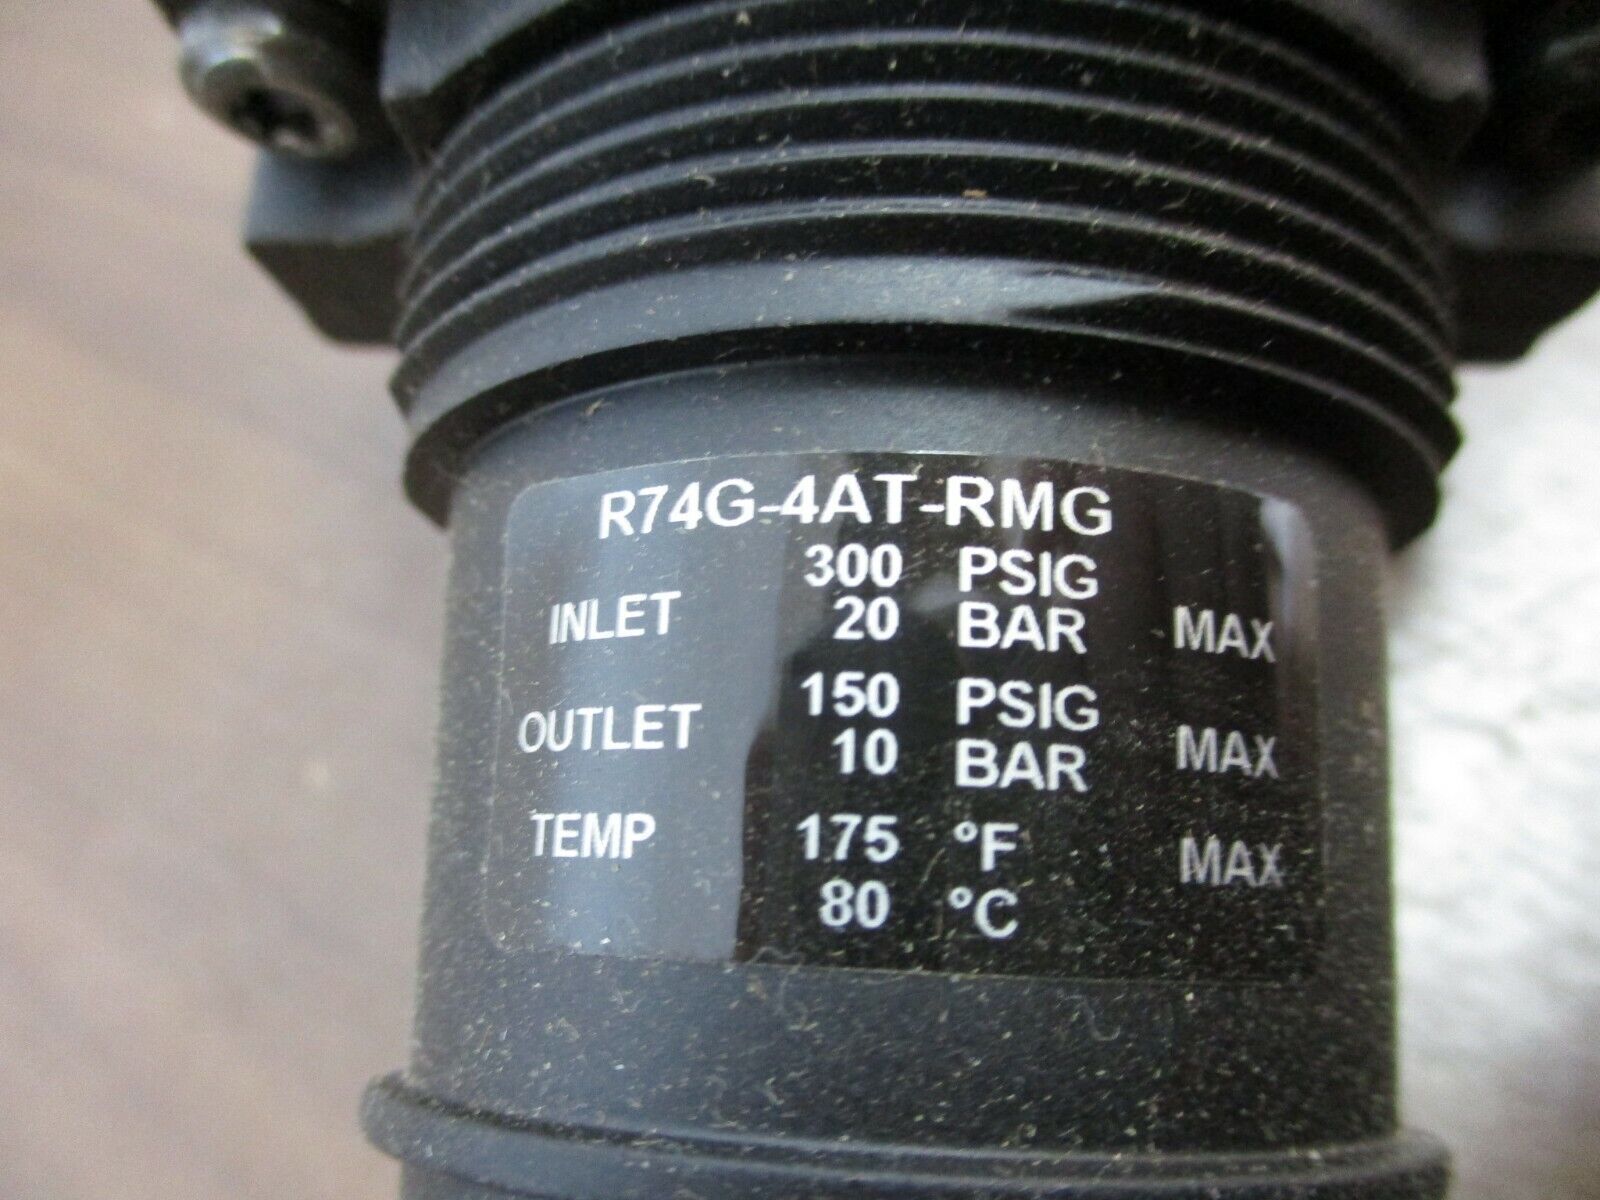 R74G-4AT-RMG
300 PSIG
INLET 20 BAR MAX
150 PSIG
OUTLET 10 BAR MAX
TEMP 175 °F MAX
80 °C